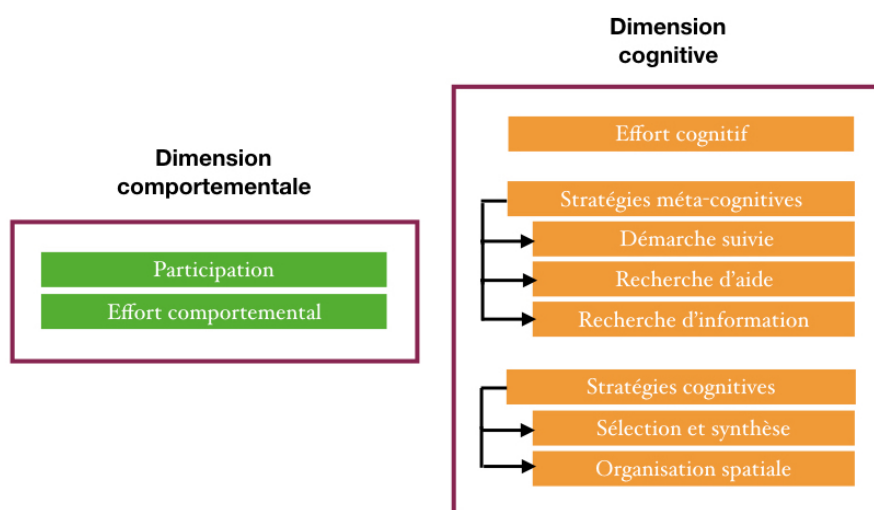 Dimension
comportementale
Participation
Effort comportemental
Dimension
cognitive
Effort cognitif
Stratégies méta-cognitives
Démarche suivie
Recherche d'aide
Recherche d'information
Stratégies cognitives
Sélection et synthèse
Organisation spatiale